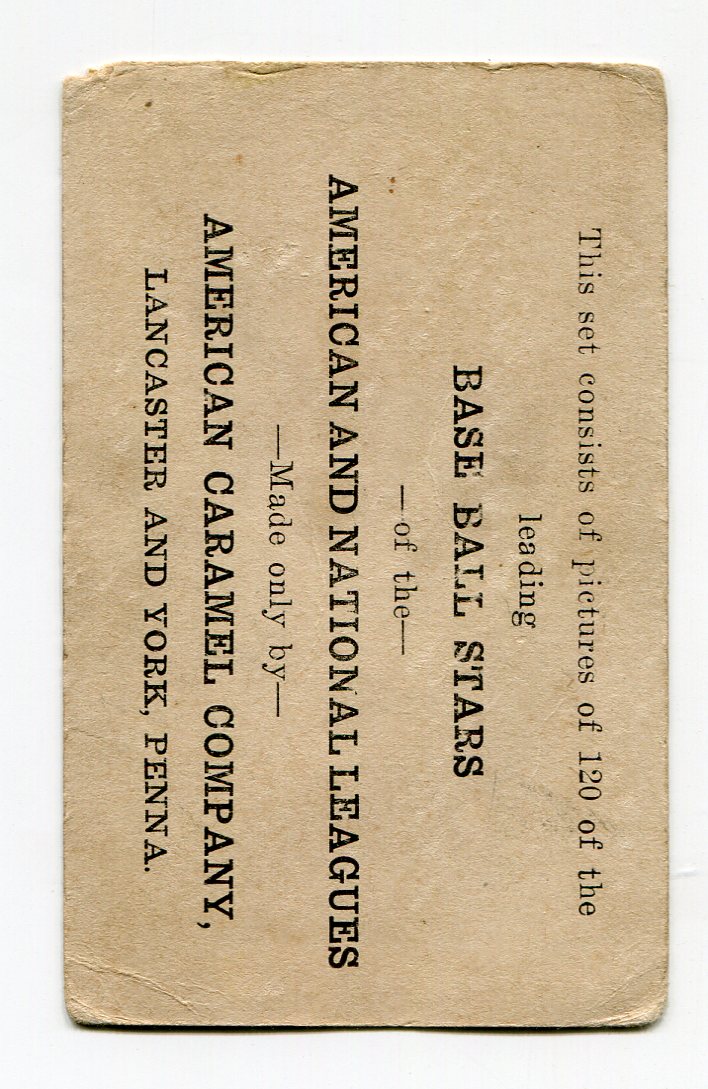 This set consists of pictures of 120 of the
leading
BASE BALL STARS
—of the—
AMERICAN AND NATIONAL LEAGUES
—Made only by—
AMERICAN CARAMEL COMPANY,
LANCASTER AND YORK, PENNA.